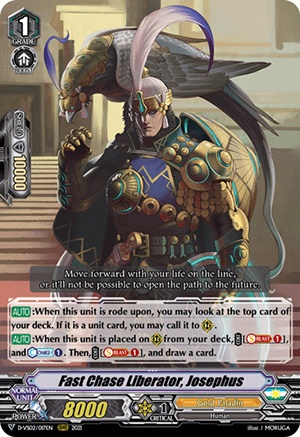 1
GRADE
BOOST
10000
Move forward with your life on the line,
or it'll not be possible to open the path to the future.
AUTO:When this unit is rode upon, you may look at the top card of
your deck. If it is a unit card, you may call it to .
AUTO:When this unit is placed on from your deck, [BLAST 1],
and CHARGE 1. Then, [BLAST 1], and draw a card.
NORMAL UNIT
Fast Chase Liberator, Josephus
POWER 8000
1 CRITICAL
Gold Paladin
Human
D-VS02/017EN 2021
illust / MORUGA